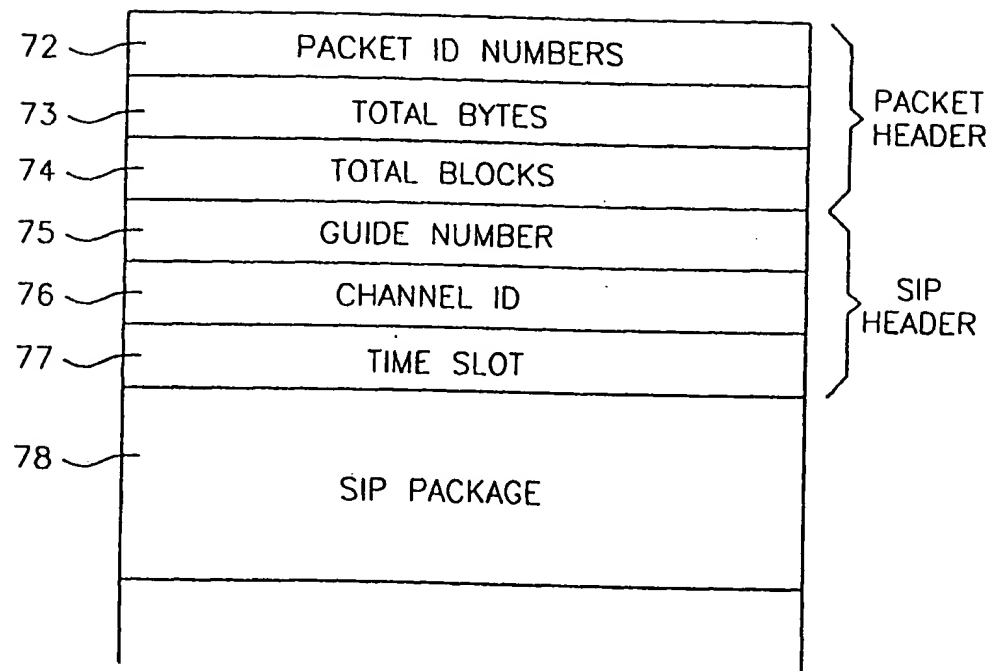 72 PACKET ID NUMBERS
73 TOTAL BYTES
74 TOTAL BLOCKS
PACKET
HEADER
75 GUIDE NUMBER
76 CHANNEL ID
77 TIME SLOT
SIP
HEADER
78 SIP PACKAGE